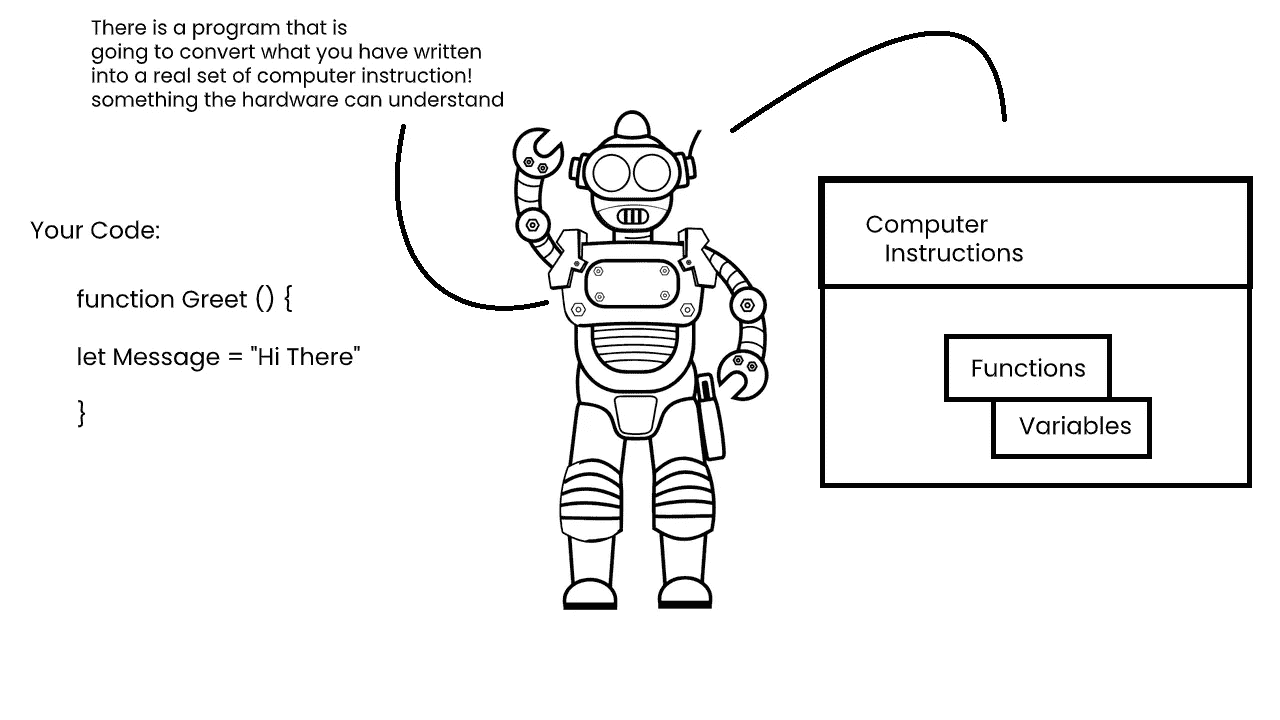 There is a program that is
going to convert what you have written
into a real set of computer instruction!
something the hardware can understand
Your Code:
function Greet () {
let Message = "Hi There"
}
Computer
Instructions
Functions
Variables